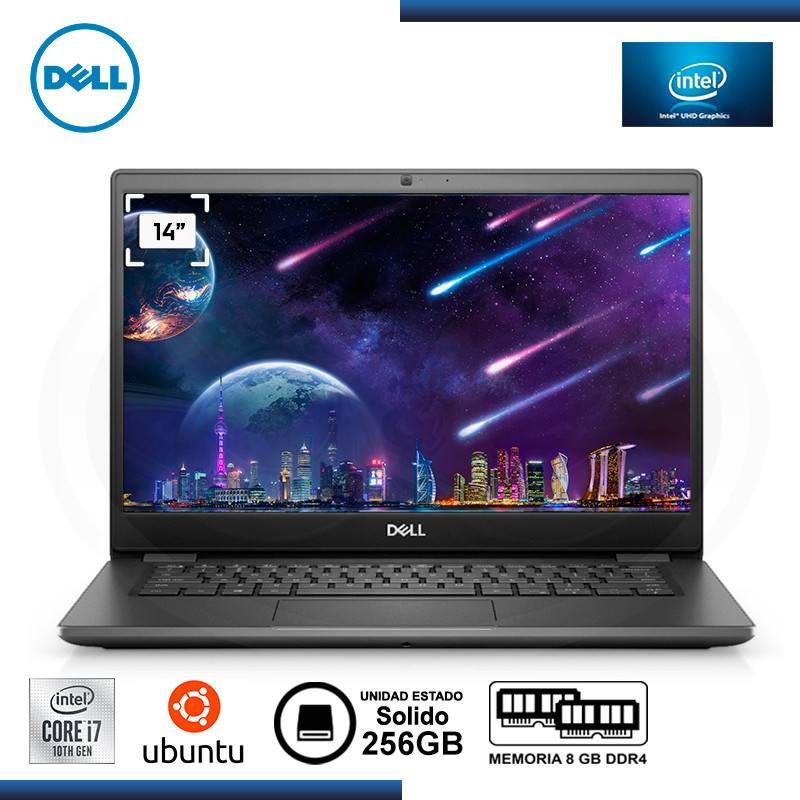 DELL
intel
Intel® UHD Graphics
14”
DELL
intel
CORE i7
10TH GEN
ubuntu
UNIDAD ESTADO
Solido
256GB
MEMORIA 8 GB DDR4